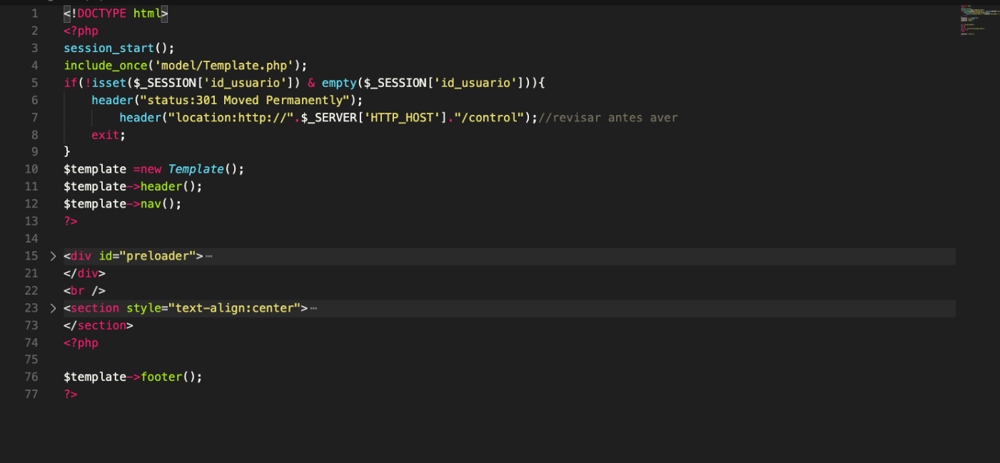 1 <!DOCTYPE html>
2 <?php
3 session_start();
4 include_once('model/Template.php');
5 if(!isset($_SESSION['id_usuario']) & empty($_SESSION['id_usuario'])){
6 header("status:301 Moved Permanently");
7 header("location:http://".$_SERVER['HTTP_HOST']."/control");//revisar antes aver
8 exit;
9 }
10 $template =new Template();
11 $template->header();
12 $template->nav();
13 ?>
14
15 <div id="preloader">⋯
21 </div>
22 <br />
23 <section style="text-align:center">⋯
73 </section>
74 <?php
75
76 $template->footer();
77 ?>